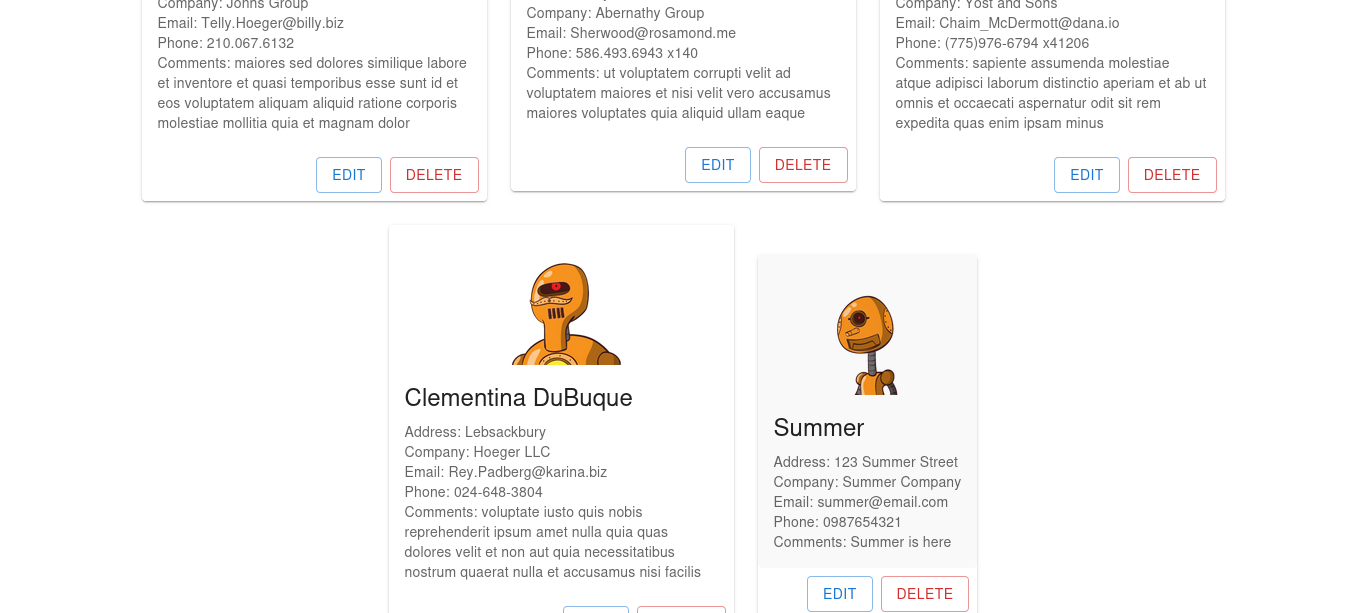 Company: Johns Group
Email: Telly.Hoeger@billy.biz
Phone: 210.067.6132
Comments: maiores sed dolores similique labore
et inventore et quasi temporibus esse sunt id et
eos voluptatem aliquam aliquid ratione corporis
molestiae mollitia quia et magnam dolor
EDIT DELETE
Company: Abernathy Group
Email: Sherwood@rosamond.me
Phone: 586.493.6943 x140
Comments: ut voluptatem corrupti velit ad
voluptatem maiores et nisi velit vero accusamus
maiores voluptates quia aliquid ullam eaque
EDIT DELETE
Company: Yost and Sons
Email: Chaim_McDermott@dana.io
Phone: (775)976-6794 x41206
Comments: sapiente assumenda molestiae
atque adipisci laborum distinctio aperiam et ab ut
omnis et occaecati aspernatur odit sit rem
expedita quas enim ipsam minus
EDIT DELETE
Clementina DuBuque
Address: Lebsackbury
Company: Hoeger LLC
Email: Rey.Padberg@karina.biz
Phone: 024-648-3804
Comments: voluptate iusto quis nobis
reprehenderit ipsum amet nulla quia quas
dolores velit et non aut quia necessitatibus
nostrum quaerat nulla et accusamus nisi facilis
Summer
Address: 123 Summer Street
Company: Summer Company
Email: summer@email.com
Phone: 0987654321
Comments: Summer is here
EDIT DELETE